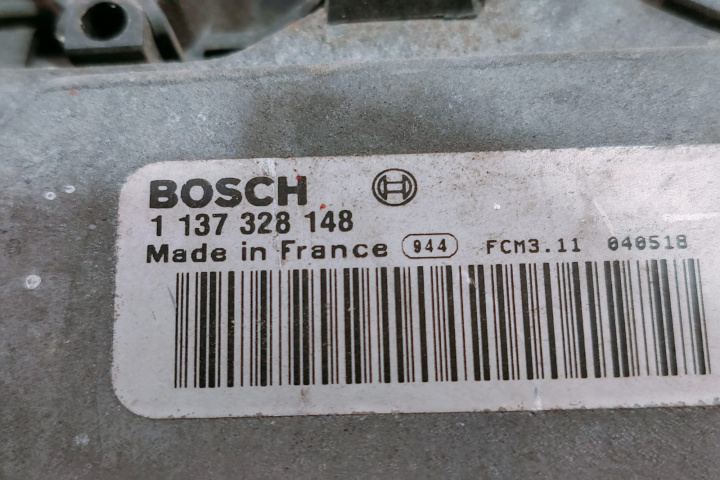 BOSCH
1 137 328 148
Made in France 944 FCM3.11 040518